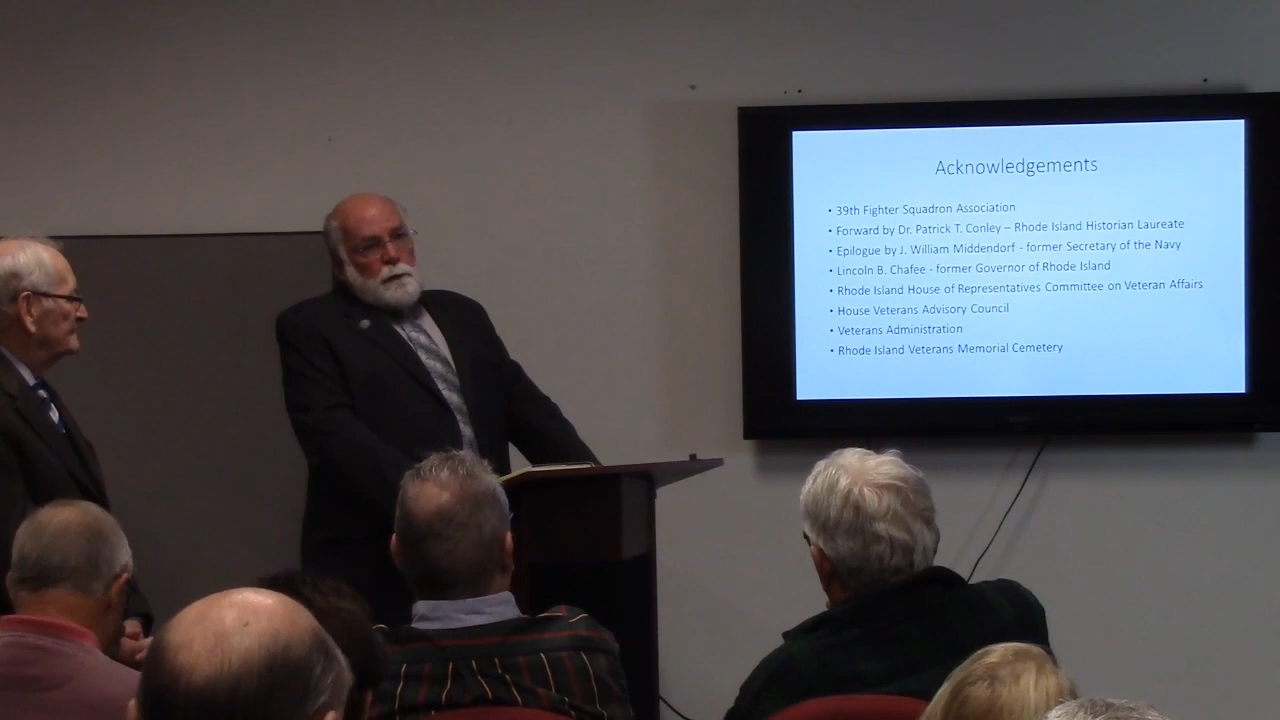 Acknowledgements
• 39th Fighter Squadron Association
• Forward by Dr. Patrick T. Conley – Rhode Island Historian Laureate
• Epilogue by J. William Middendorf - former Secretary of the Navy
• Lincoln B. Chafee - former Governor of Rhode Island
• Rhode Island House of Representatives Committee on Veteran Affairs
• House Veterans Advisory Council
• Veterans Administration
• Rhode Island Veterans Memorial Cemetery